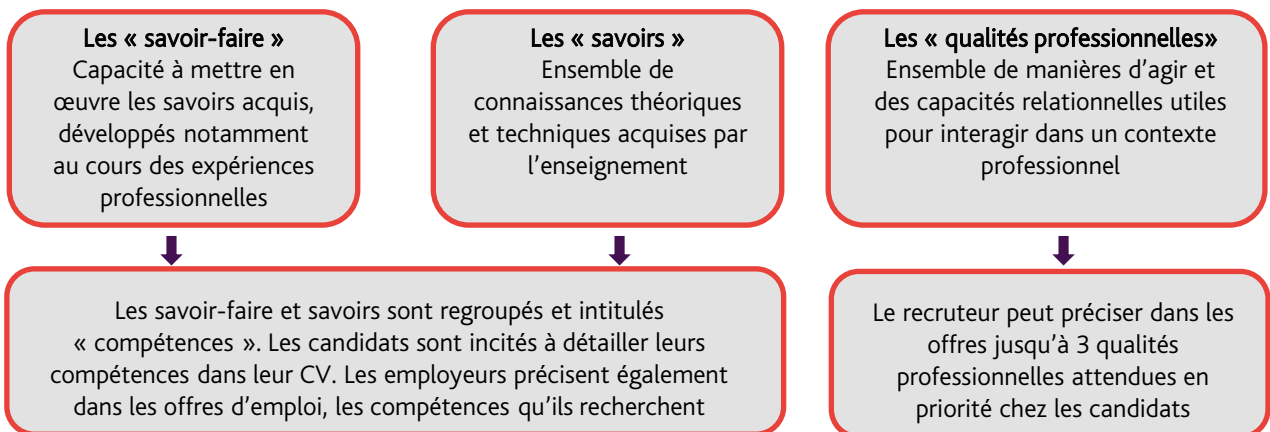 Les « savoir-faire »
Capacité à mettre en
œuvre les savoirs acquis,
développés notamment
au cours des expériences
professionnelles
Les « savoirs »
Ensemble de
connaissances théoriques
et techniques acquises par
l’enseignement
Les « qualités professionnelles»
Ensemble de manières d’agir et
des capacités relationnelles utiles
pour interagir dans un contexte
professionnel
Les savoir-faire et savoirs sont regroupés et intitulés
« compétences ». Les candidats sont incités à détailler leurs
compétences dans leur CV. Les employeurs précisent également
dans les offres d’emploi, les compétences qu’ils recherchent
Le recruteur peut préciser dans les
offres jusqu’à 3 qualités
professionnelles attendues en
priorité chez les candidats